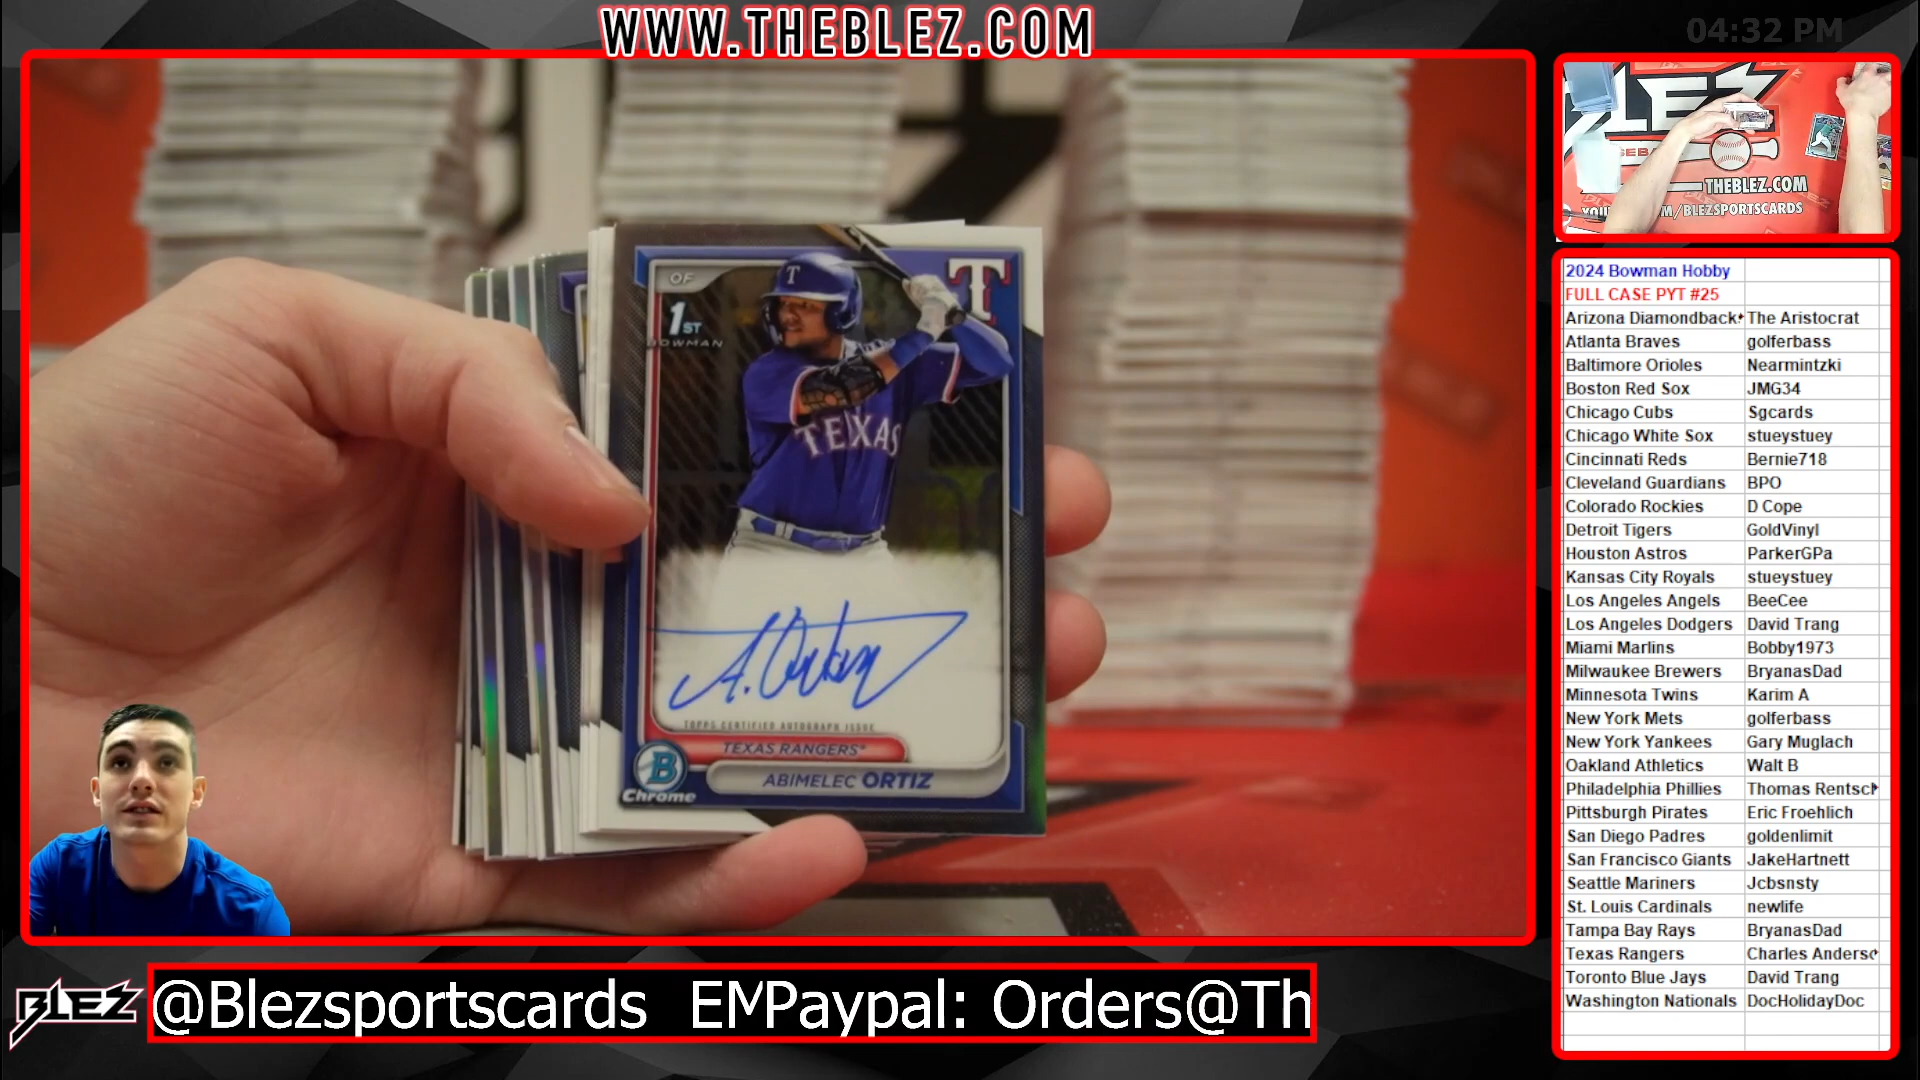 WWW.THEBLEZ.COM
04:32 PM
BLEZ
THEBLEZ.COM
M/BLEZSPORTSCARDS
OF
1ST
BOWMAN
T
T
TEXAS
A. Ortiz
TOPPS CERTIFIED AUTOGRAPH ISSUE
TEXAS RANGERS®
ABIMELEC ORTIZ
B
Chrome
2024 Bowman Hobby
FULL CASE PYT #25
Arizona Diamondback The Aristocrat
Atlanta Braves golferbass
Baltimore Orioles Nearmintzki
Boston Red Sox JMG34
Chicago Cubs Sgcards
Chicago White Sox stueystuey
Cincinnati Reds Bernie718
Cleveland Guardians BPO
Colorado Rockies D Cope
Detroit Tigers GoldVinyl
Houston Astros ParkerGPa
Kansas City Royals stueystuey
Los Angeles Angels BeeCee
Los Angeles Dodgers David Trang
Miami Marlins Bobby1973
Milwaukee Brewers BryanasDad
Minnesota Twins Karim A
New York Mets golferbass
New York Yankees Gary Muglach
Oakland Athletics Walt B
Philadelphia Phillies Thomas Rentscl
Pittsburgh Pirates Eric Froehlich
San Diego Padres goldenlimit
San Francisco Giants JakeHartnett
Seattle Mariners Jcbsnsty
St. Louis Cardinals newlife
Tampa Bay Rays BryanasDad
Texas Rangers Charles Anders
Toronto Blue Jays David Trang
Washington Nationals DocHolidayDoc
BLEZ
@Blezsportscards EMPaypal: Orders@Th